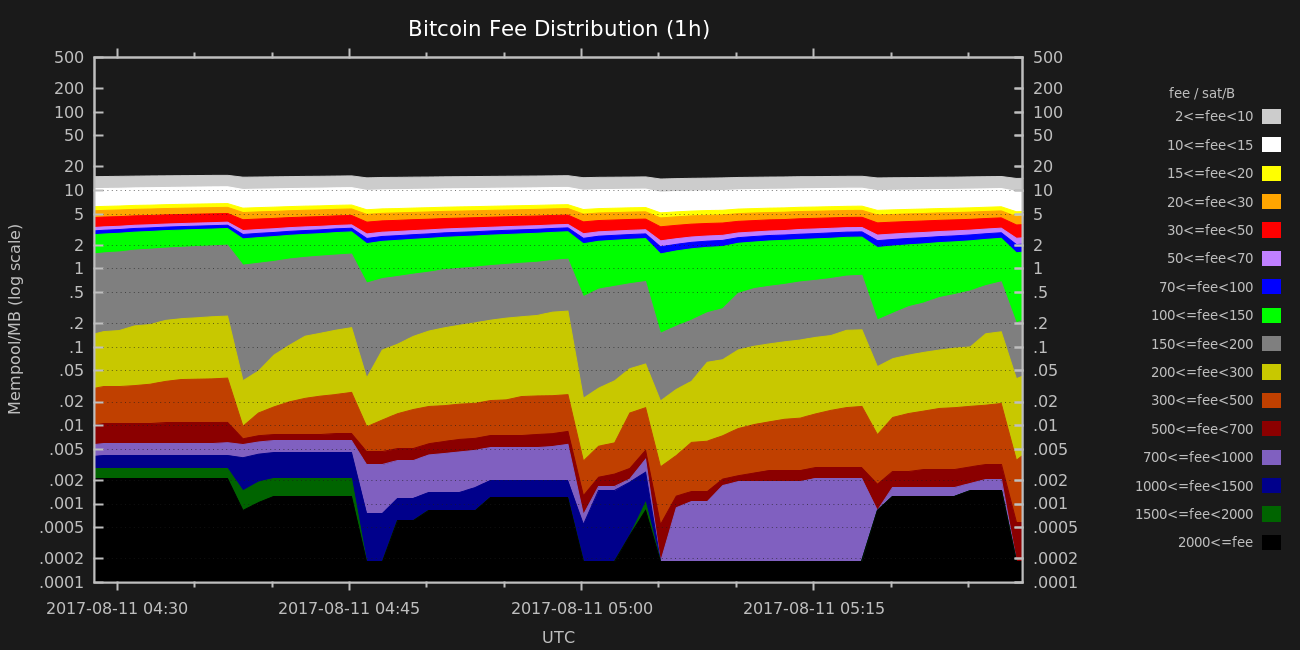 Bitcoin Fee Distribution (1h)
500
200
100
50
20
10
5
2
1
.5
.2
.1
.05
.02
.01
.005
.002
.001
.0005
.0002
.0001
Mempool/MB (log scale)
500
200
100
50
20
10
5
2
1
.5
.2
.1
.05
.02
.01
.005
.002
.001
.0005
.0002
.0001
2017-08-11 04:30
2017-08-11 04:45
2017-08-11 05:00
2017-08-11 05:15
UTC
fee / sat/B
2<=fee<10
10<=fee<15
15<=fee<20
20<=fee<30
30<=fee<50
50<=fee<70
70<=fee<100
100<=fee<150
150<=fee<200
200<=fee<300
300<=fee<500
500<=fee<700
700<=fee<1000
1000<=fee<1500
1500<=fee<2000
2000<=fee